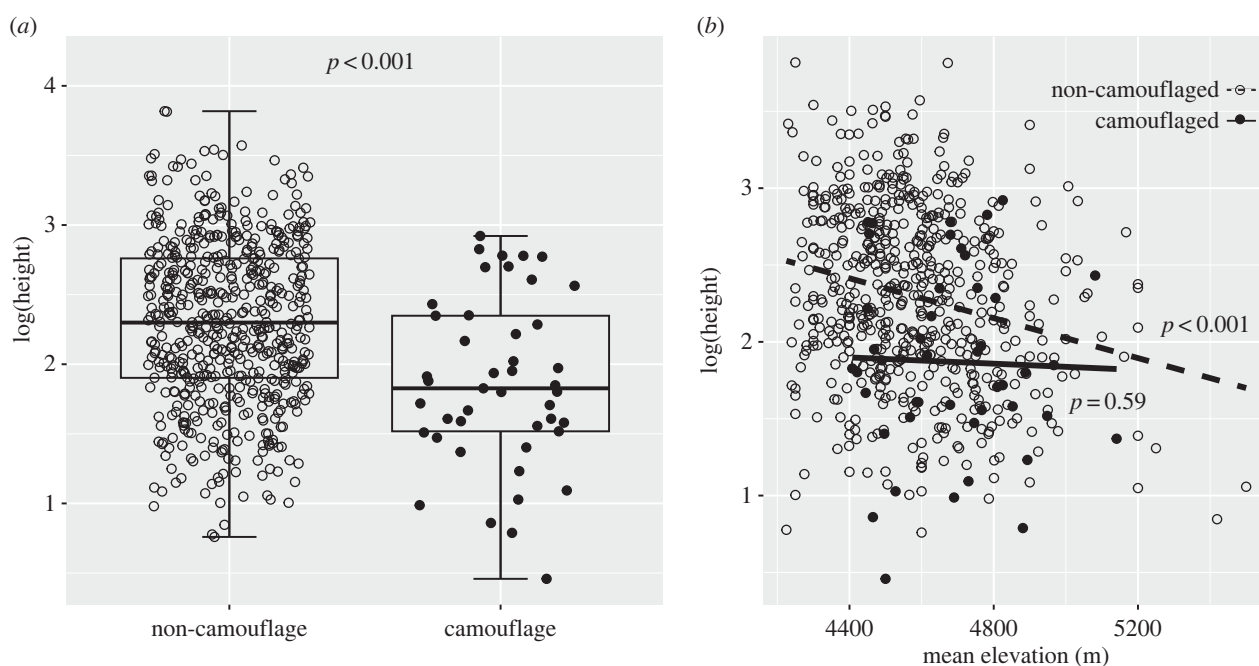 (a)
p < 0.001
4
3
2
1
log(height)
non-camouflage
camouflage
(b)
non-camouflaged
camouflaged
3
2
1
log(height)
p < 0.001
p = 0.59
4400
4800
5200
mean elevation (m)